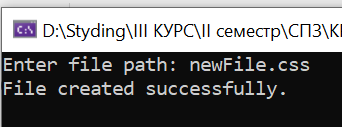 D:\Styding\III КУРС\II семестр\СПЗ\
Enter file path: newFile.css
File created successfully.